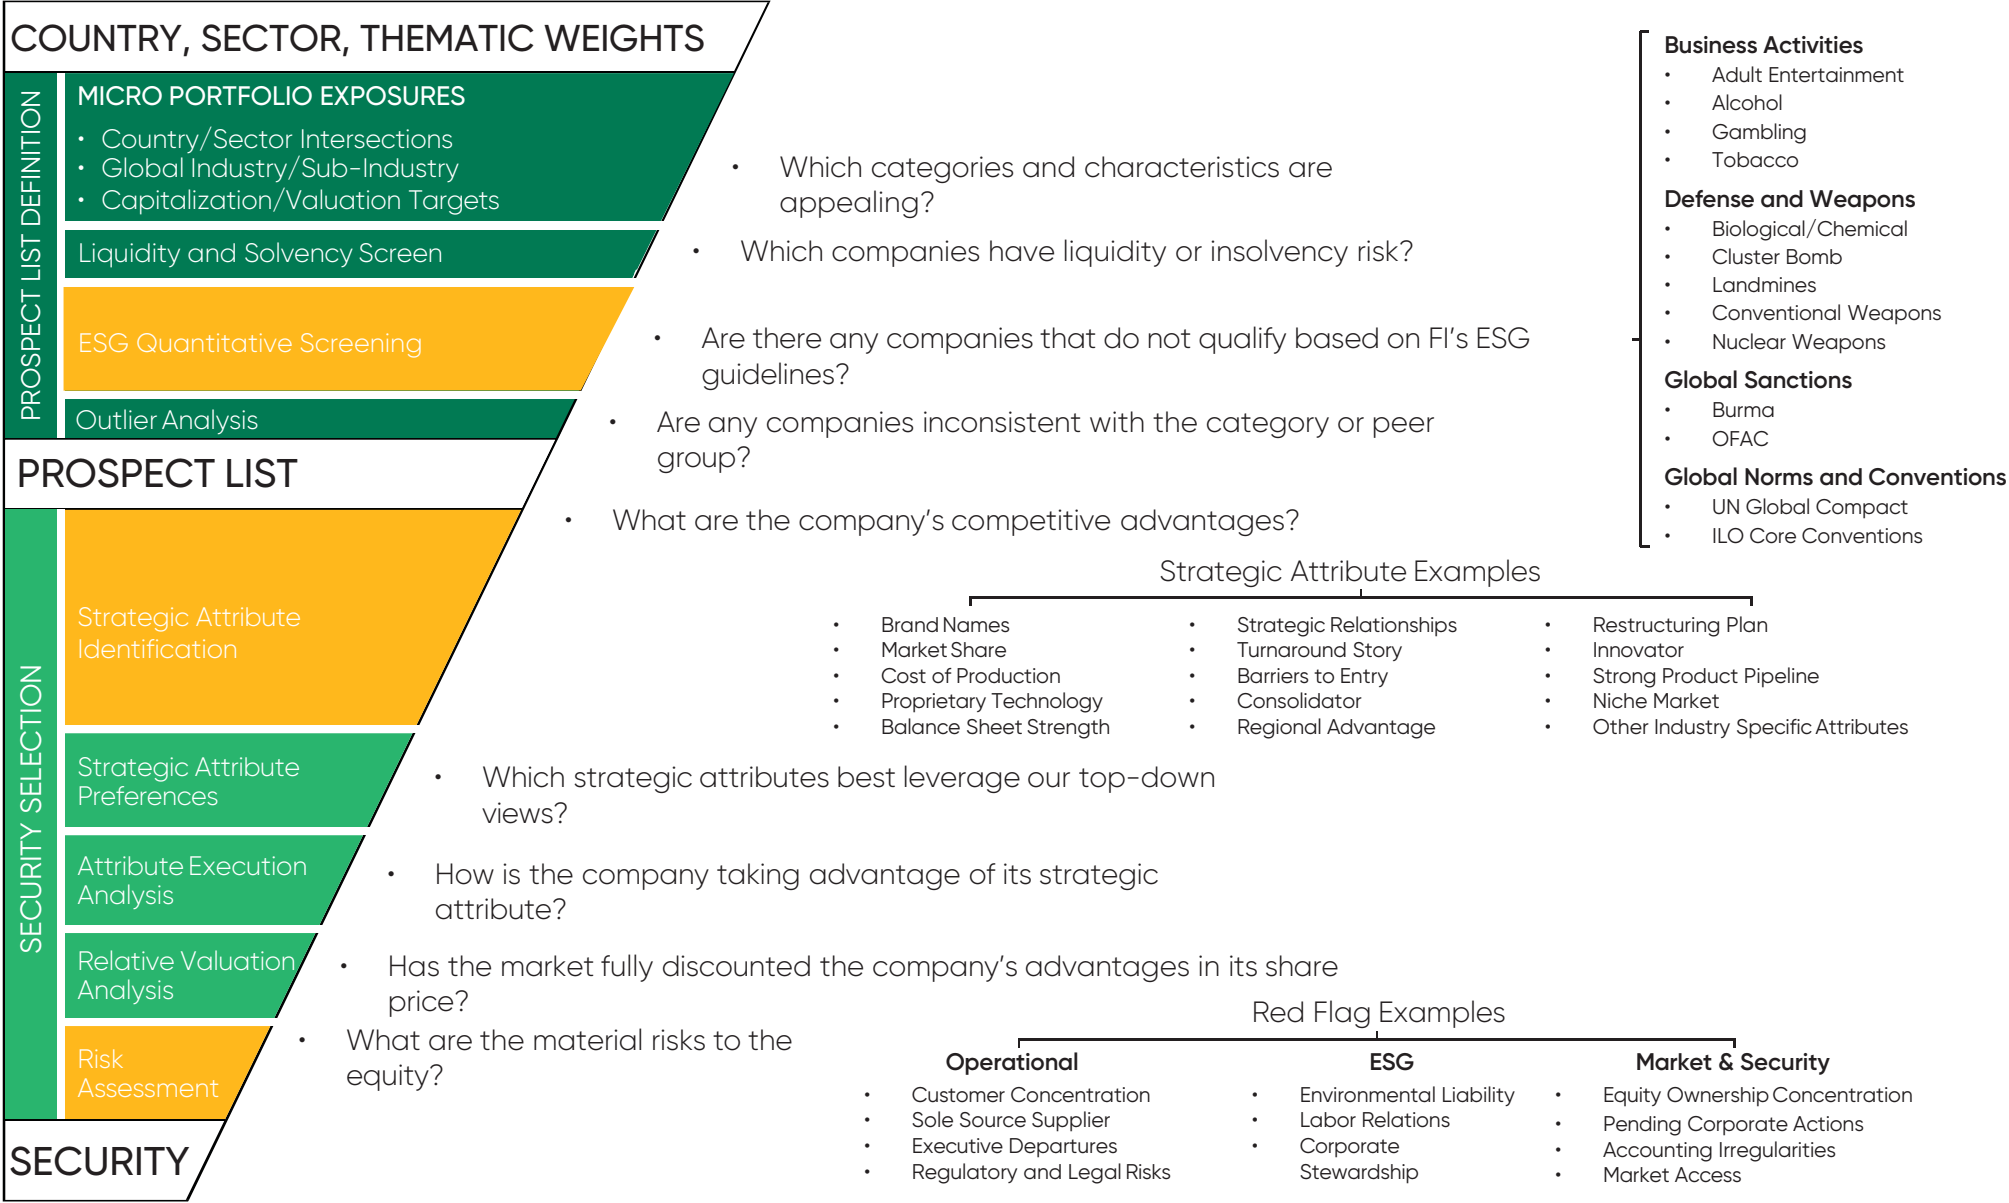 COUNTRY, SECTOR, THEMATIC WEIGHTS
PROSPECT LIST DEFINITION
MICRO PORTFOLIO EXPOSURES
• Country/Sector Intersections
• Global Industry/Sub-Industry
• Capitalization/Valuation Targets
• Which categories and characteristics are
appealing?
Liquidity and Solvency Screen
• Which companies have liquidity or insolvency risk?
ESG Quantitative Screening
• Are there any companies that do not qualify based on FI's ESG
guidelines?
Outlier Analysis
• Are any companies inconsistent with the category or peer
group?
Business Activities
• Adult Entertainment
• Alcohol
• Gambling
• Tobacco
Defense and Weapons
• Biological/Chemical
• Cluster Bomb
• Landmines
• Conventional Weapons
• Nuclear Weapons
Global Sanctions
• Burma
• OFAC
Global Norms and Conventions
• UN Global Compact
• ILO Core Conventions
PROSPECT LIST
SECURITY SELECTION
Strategic Attribute
Identification
• What are the company's competitive advantages?
Strategic Attribute Examples
• Brand Names
• Market Share
• Cost of Production
• Proprietary Technology
• Balance Sheet Strength
• Strategic Relationships
• Turnaround Story
• Barriers to Entry
• Consolidator
• Regional Advantage
• Restructuring Plan
• Innovator
• Strong Product Pipeline
• Niche Market
• Other Industry Specific Attributes
Strategic Attribute
Preferences
• Which strategic attributes best leverage our top-down
views?
Attribute Execution
Analysis
• How is the company taking advantage of its strategic
attribute?
Relative Valuation
Analysis
• Has the market fully discounted the company's advantages in its share
price?
Risk
Assessment
• What are the material risks to the
equity?
Red Flag Examples
Operational
• Customer Concentration
• Sole Source Supplier
• Executive Departures
• Regulatory and Legal Risks
ESG
• Environmental Liability
• Labor Relations
• Corporate
Stewardship
Market & Security
• Equity Ownership Concentration
• Pending Corporate Actions
• Accounting Irregularities
• Market Access
SECURITY